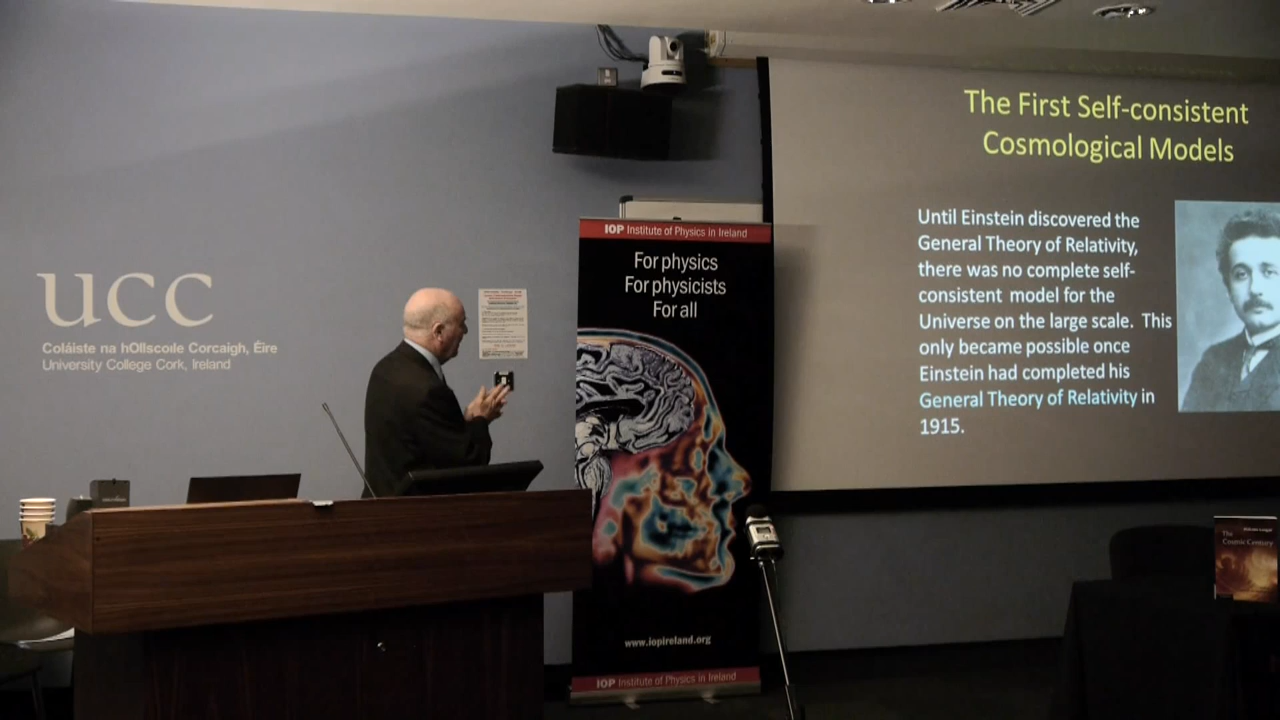 The First Self-consistent
Cosmological Models
Until Einstein discovered the
General Theory of Relativity,
there was no complete self-
consistent model for the
Universe on the large scale. This
only became possible once
Einstein had completed his
General Theory of Relativity in
1915.
IOP Institute of Physics in Ireland
For physics
For physicists
For all
www.iopireland.org
IOP Institute of Physics in Ireland
UCC
Coláiste na hOllscoile Corcaigh, Éire
University College Cork, Ireland
The
Cosmic Century